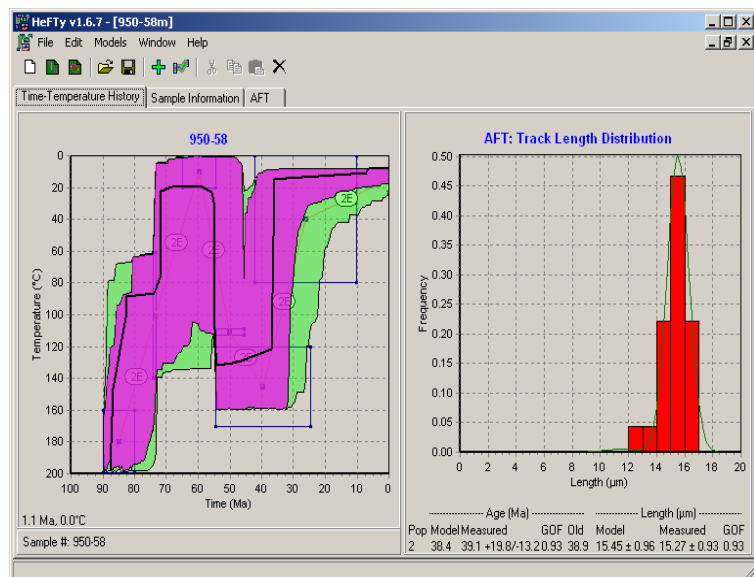 HeFTy v1.6.7 - [950-58m]
File Edit Models Window Help
Time-Temperature History Sample Information AFT
950-58
0
20
40
60
80
100
120
140
160
180
200
Temperature (°C)
2E
2E
2E
2E
2E
2E
100 90 80 70 60 50 40 30 20 10 0
Time (Ma)
1.1 Ma, 0.0°C
Sample #: 950-58
AFT: Track Length Distribution
0.50
0.45
0.40
0.35
0.30
0.25
0.20
0.15
0.10
0.05
0.00
Frequency
0 2 4 6 8 10 12 14 16 18 20
Length (µm)
---------- Age (Ma) ---------- ---------- Length (µm) ----------
Pop Model Measured GOF Old Model Measured GOF
2 38.4 39.1 +19.8/-13.2 0.93 38.9 15.45 ± 0.96 15.27 ± 0.93 0.93